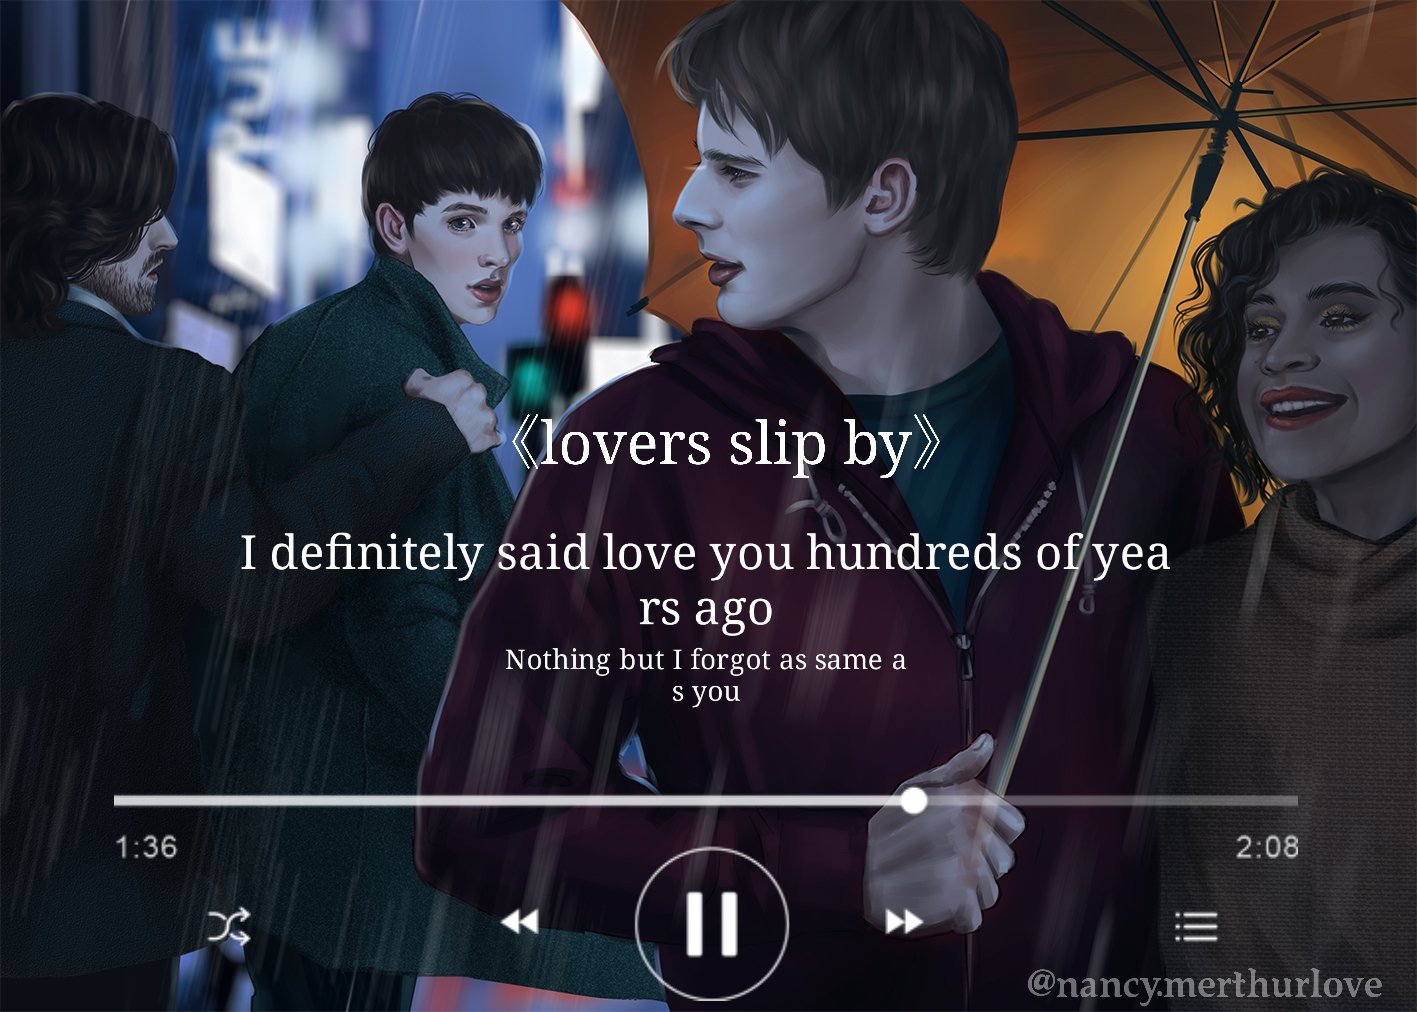 《lovers slip by》
I definitely said love you hundreds of yea
rs ago
Nothing but I forgot as same a
s you
1:36
2:08
@nancy.merthurlove